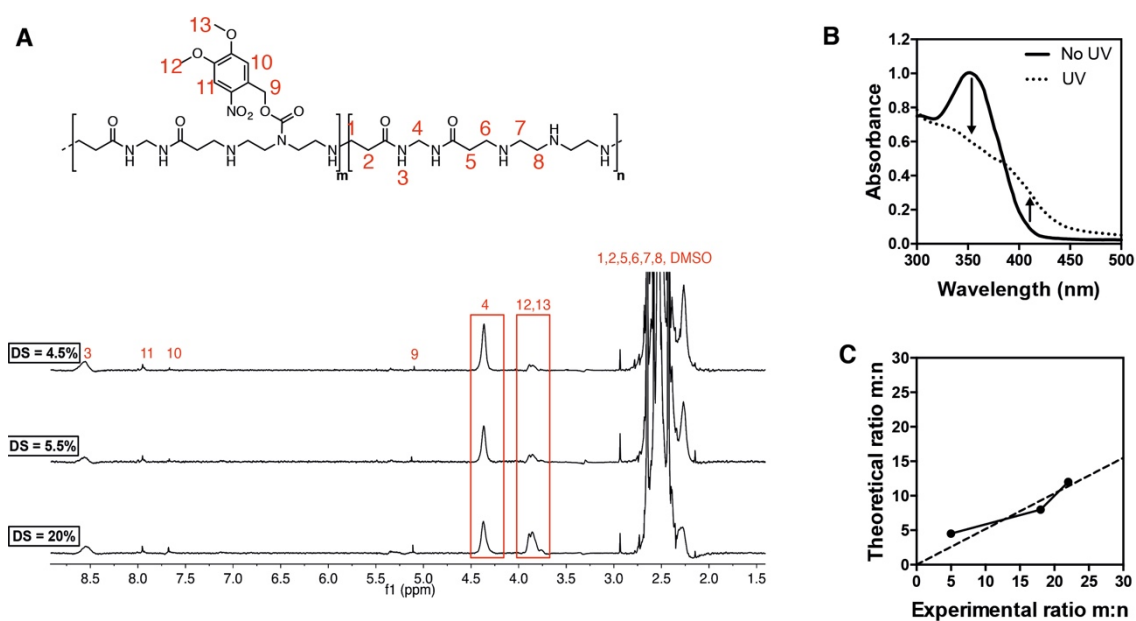 A
13
O
12
O
10
11
9
NO2
O
O
O
O
N
H
N
H
N
H
N
N
H
m
1
O
4
O
6
7
H
N
2
N
H
3
N
H
5
N
H
8
N
H
n
1,2,5,6,7,8, DMSO
4
12,13
DS = 4.5%
3
11
10
9
DS = 5.5%
DS = 20%
8.5 8.0 7.5 7.0 6.5 6.0 5.5 5.0 4.5 4.0 3.5 3.0 2.5 2.0 1.5
f1 (ppm)
B
1.2
1.0
0.8
0.6
0.4
0.2
0.0
Absorbance
No UV
UV
300 350 400 450 500
Wavelength (nm)
C
30
25
20
15
10
5
0
Theoretical ratio m:n
0 5 10 15 20 25 30
Experimental ratio m:n